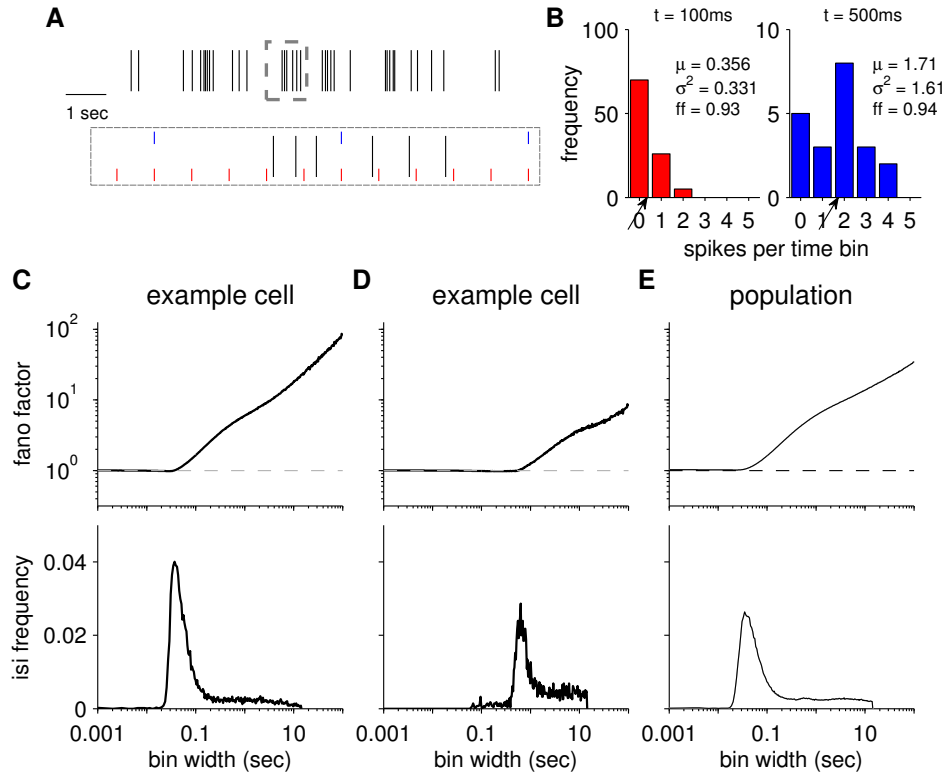 A
1 sec
B
t = 100ms
t = 500ms
100
50
0
frequency
μ = 0.356
σ² = 0.331
ff = 0.93
10
5
0
μ = 1.71
σ² = 1.61
ff = 0.94
0 1 2 3 4 5
0 1 2 3 4 5
spikes per time bin
C
example cell
D
example cell
E
population
fano factor
10²
10¹
10⁰
isi frequency
0.04
0.02
0
0.001 0.1 10
bin width (sec)
0.001 0.1 10
bin width (sec)
0.001 0.1 10
bin width (sec)